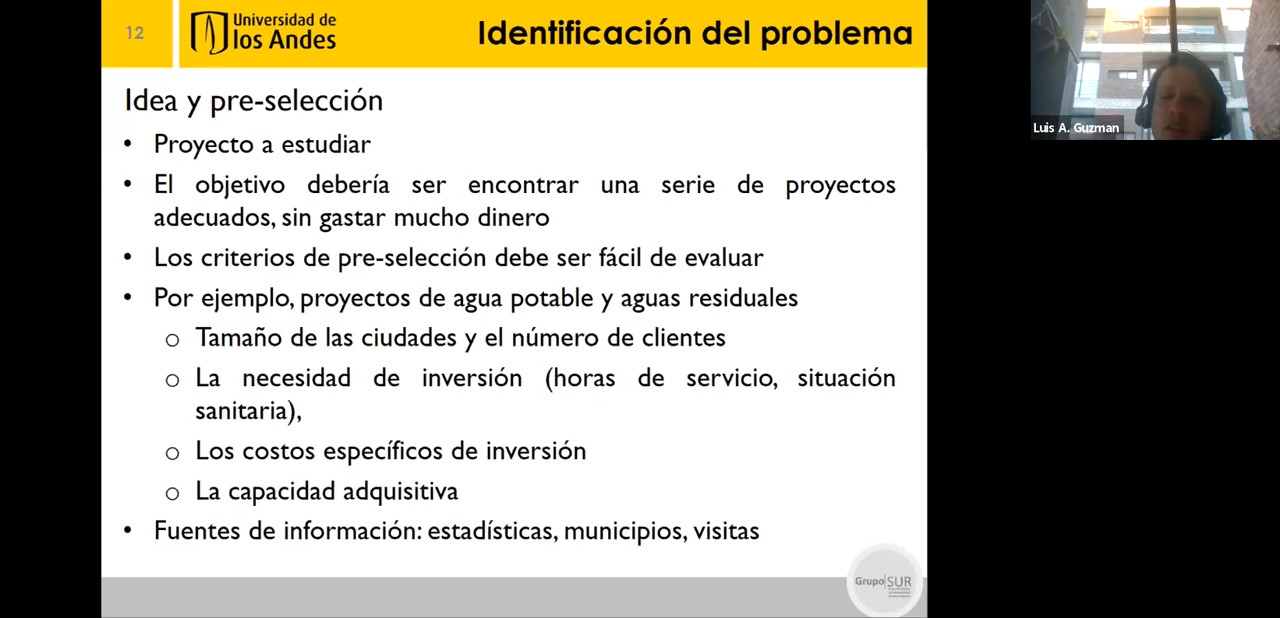 12
Universidad de
los Andes
Identificación del problema
Idea y pre-selección
• Proyecto a estudiar
• El objetivo debería ser encontrar una serie de proyectos
adecuados, sin gastar mucho dinero
• Los criterios de pre-selección debe ser fácil de evaluar
• Por ejemplo, proyectos de agua potable y aguas residuales
o Tamaño de las ciudades y el número de clientes
o La necesidad de inversión (horas de servicio, situación
sanitaria),
o Los costos específicos de inversión
o La capacidad adquisitiva
• Fuentes de información: estadísticas, municipios, visitas
Grupo|SUR
Luis A. Guzman